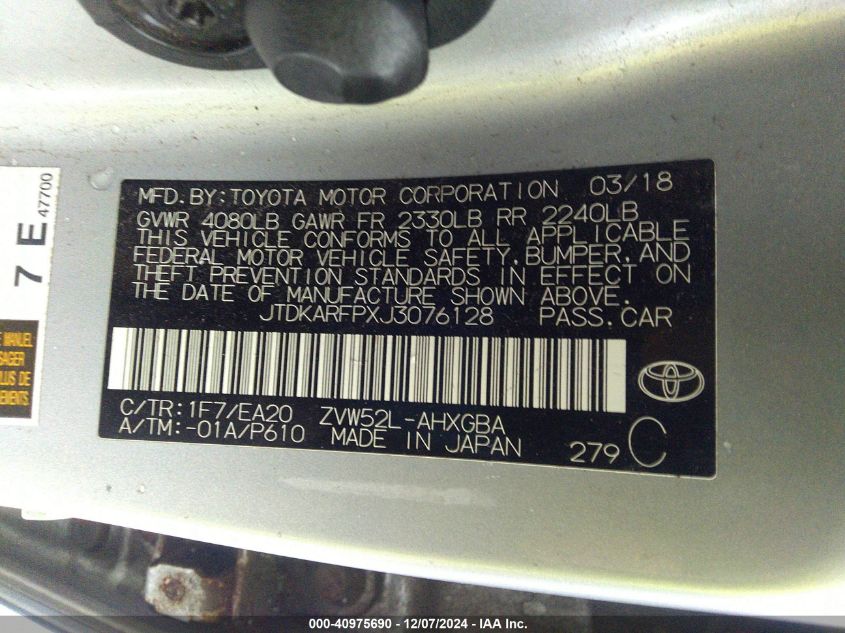 MFD. BY: TOYOTA MOTOR CORPORATION 03/18
GVWR 4080LB GAWR FR 2330LB RR 2240LB
THIS VEHICLE CONFORMS TO ALL APPLICABLE
FEDERAL MOTOR VEHICLE SAFETY, BUMPER, AND
THEFT PREVENTION STANDARDS IN EFFECT ON
THE DATE OF MANUFACTURE SHOWN ABOVE.
JTDKARFPXJ3076128 PASS. CAR
C/TR: 1F7/EA20 ZVW52L-AHXGBA
A/TM: -01A/P610 MADE IN JAPAN 279 C
7 E
47700
MANUEL
PLUS DE
000-40975690 - 12/07/2024 - IAA Inc.